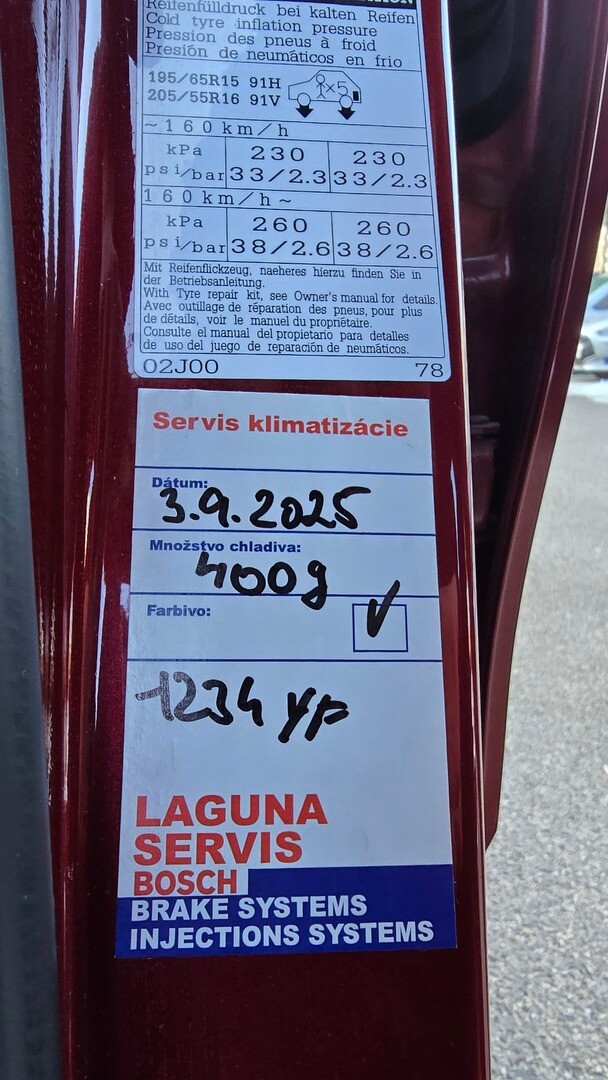 Reifenfülldruck bei kalten Reifen
Cold tyre inflation pressure
Pression des pneus à froid
Presión de neumáticos en frio
195/65R15 91H
205/55R16 91V
×5
~160km/h
kPa 230 230
psi/bar 33/2.3 33/2.3
160km/h~
kPa 260 260
psi/bar 38/2.6 38/2.6
Mit Reifenflickzeug, naeheres hierzu finden Sie in
der Betriebsanleitung.
With Tyre repair kit, see Owner's manual for details.
Avec outillage de réparation des pneus, pour plus
de détails, voir le manuel du propriétaire.
Consulte el manual del propietario para detalles
de uso del juego de reparación de neumáticos.
02J00 78
Servis klimatizácie
Dátum:
3.9.2025
Množstvo chladiva:
400g
Farbivo:
1234 yf
LAGUNA
SERVIS
BOSCH
BRAKE SYSTEMS
INJECTIONS SYSTEMS